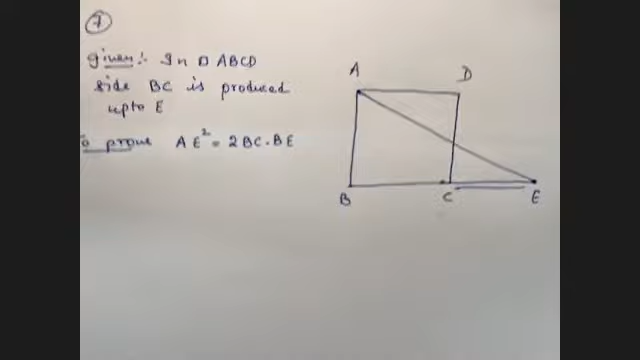 7
given :- In □ ABCD
side BC is produced
upto E
To prove AE² = 2BC.BE
A
D
B
C
E